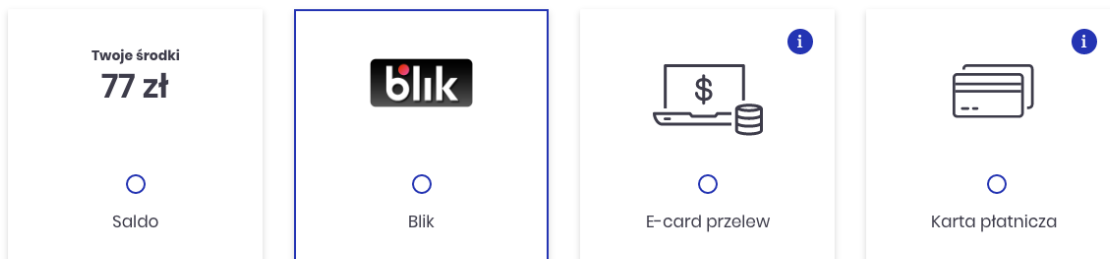 Twoje środki
77 zł
Saldo
blik
Blik
$
E-card przelew
i
Karta płatnicza
i